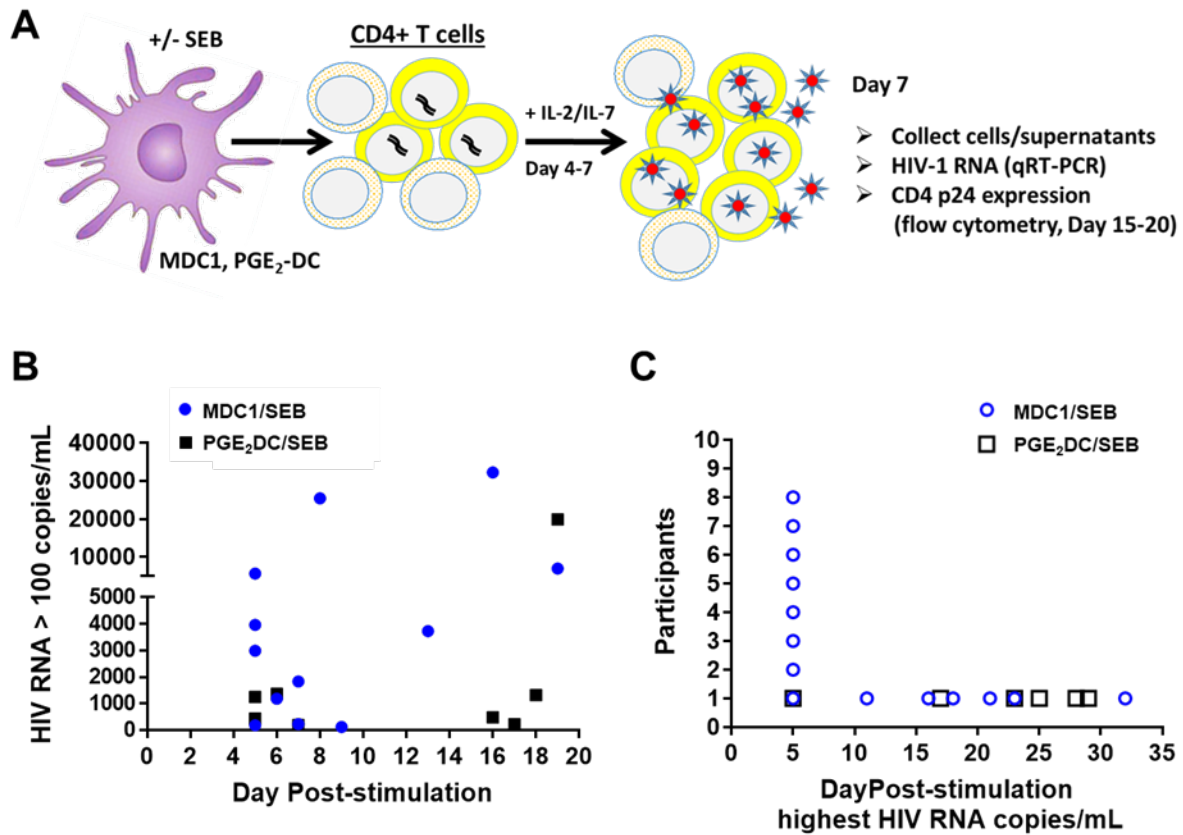 A
+/- SEB
MDC1, PGE₂-DC
CD4+ T cells
+ IL-2/IL-7
Day 4-7
Day 7
➢ Collect cells/supernatants
➢ HIV-1 RNA (qRT-PCR)
➢ CD4 p24 expression
(flow cytometry, Day 15-20)
B
MDC1/SEB
PGE₂DC/SEB
HIV RNA > 100 copies/mL
40000
30000
20000
10000
5000
4000
3000
2000
1000
0
0 2 4 6 8 10 12 14 16 18 20
Day Post-stimulation
C
MDC1/SEB
PGE₂DC/SEB
Participants
10
9
8
7
6
5
4
3
2
1
0
0 5 10 15 20 25 30 35
DayPost-stimulation
highest HIV RNA copies/mL